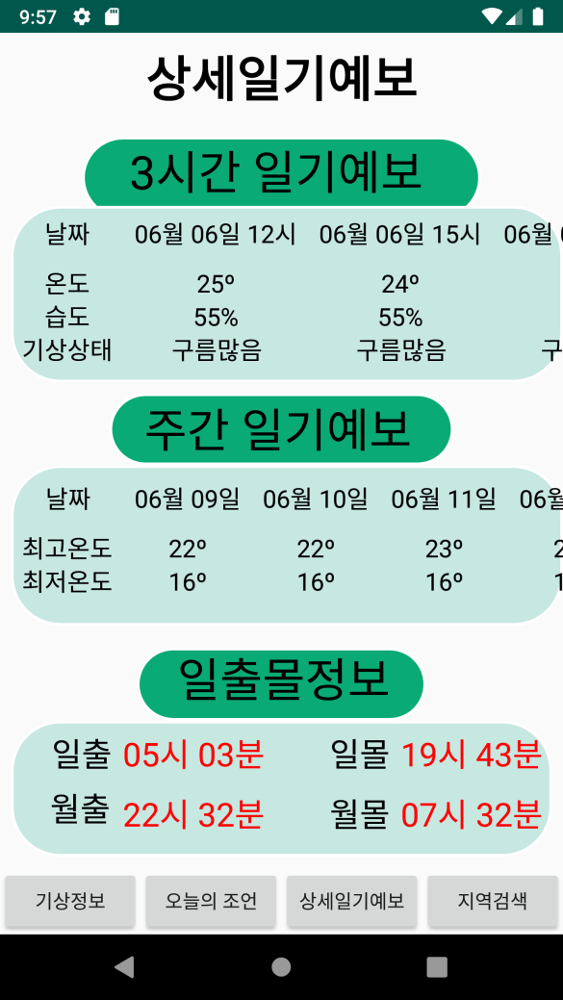 9:57
상세일기예보
3시간 일기예보
날짜 06월 06일 12시 06월 06일 15시 06월
온도 25º 24º
습도 55% 55%
기상상태 구름많음 구름많음 구
주간 일기예보
날짜 06월 09일 06월 10일 06월 11일 06월
최고온도 22º 22º 23º 2
최저온도 16º 16º 16º 1
일출몰정보
일출 05시 03분 일몰 19시 43분
월출 22시 32분 월몰 07시 32분
기상정보 오늘의 조언 상세일기예보 지역검색